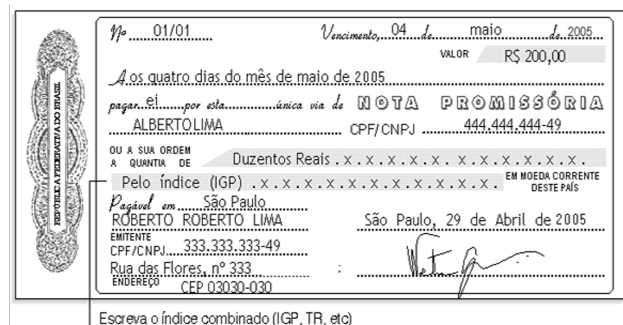 Nº 01/01 Vencimento, 04 de maio de 2005
VALOR R$ 200,00
Aos quatro dias do mês de maio de 2005
pagar ei por esta única via de NOTA PROMISSÓRIA
ALBERTO LIMA CPF/CNPJ 444.444.444-49
OU A SUA ORDEM
A QUANTIA DE Duzentos Reais . x . x . x . x . x . x . x . x . x . x . x .
Pelo índice (IGP) . x . x . x . x . x . x . x . x . x . x . x . EM MOEDA CORRENTE DESTE PAÍS
Pagável em São Paulo
ROBERTO ROBERTO LIMA São Paulo, 29 de Abril de 2005
EMITENTE
CPF/CNPJ 333.333.333-49
Rua das Flores, nº 333
ENDEREÇO CEP 03030-030
REPÚBLICA FEDERATIVA DO BRASIL
Escreva o índice combinado (IGP, TR, etc)